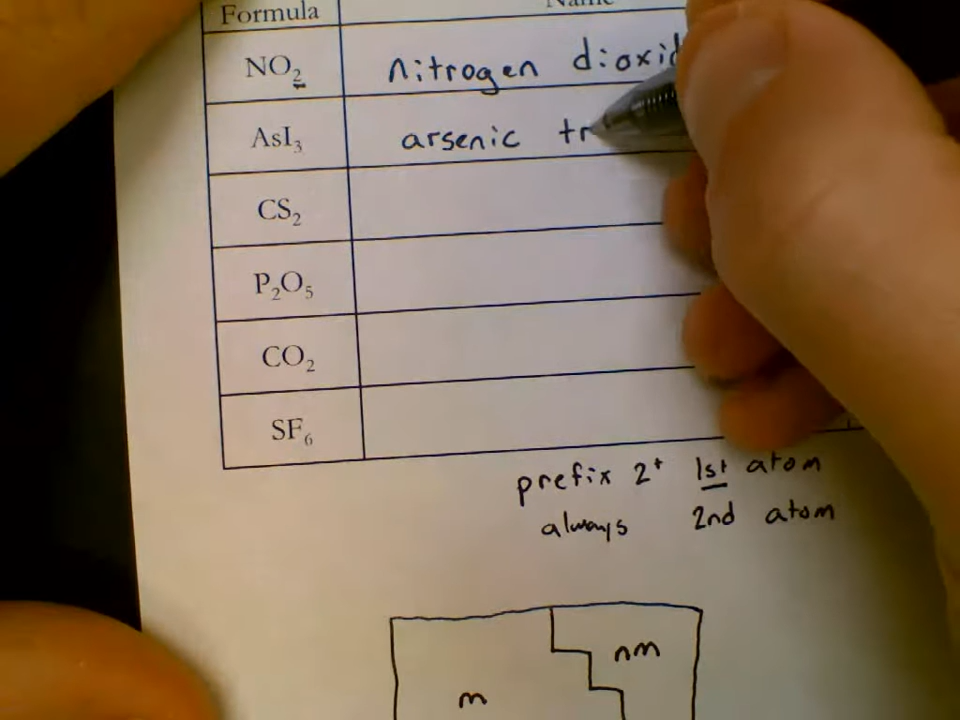 Formula Name
NO₂ nitrogen dioxid
AsI₃ arsenic tr
CS₂
P₂O₅
CO₂
SF₆
prefix 2⁺ 1st atom
always 2nd atom
nm
m